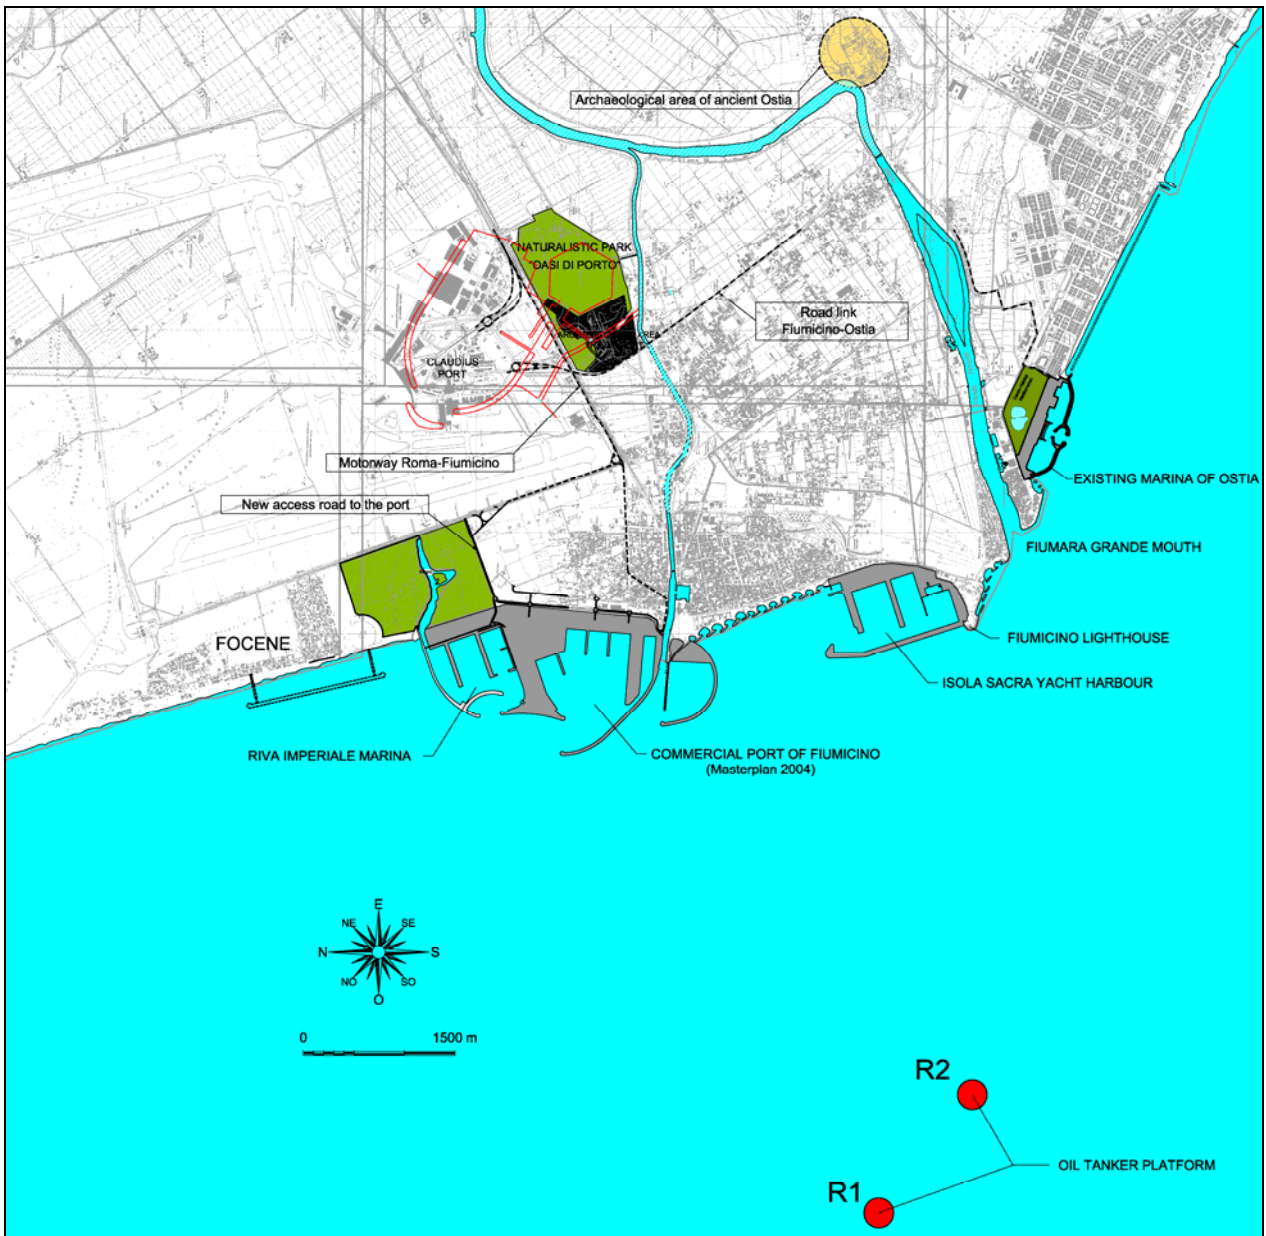 Archaeological area of ancient Ostia
NATURALISTIC PARK
"OASI DI PORTO"
Road link
Fiumicino-Ostia
CLAUDIUS
PORT
Motorway Roma-Fiumicino
New access road to the port
EXISTING MARINA OF OSTIA
FIUMARA GRANDE MOUTH
FOCENE
FIUMICINO LIGHTHOUSE
ISOLA SACRA YACHT HARBOUR
RIVA IMPERIALE MARINA
COMMERCIAL PORT OF FIUMICINO
(Masterplan 2004)
E
NE
SE
N
S
NO
SO
O
0
1500 m
R2
OIL TANKER PLATFORM
R1